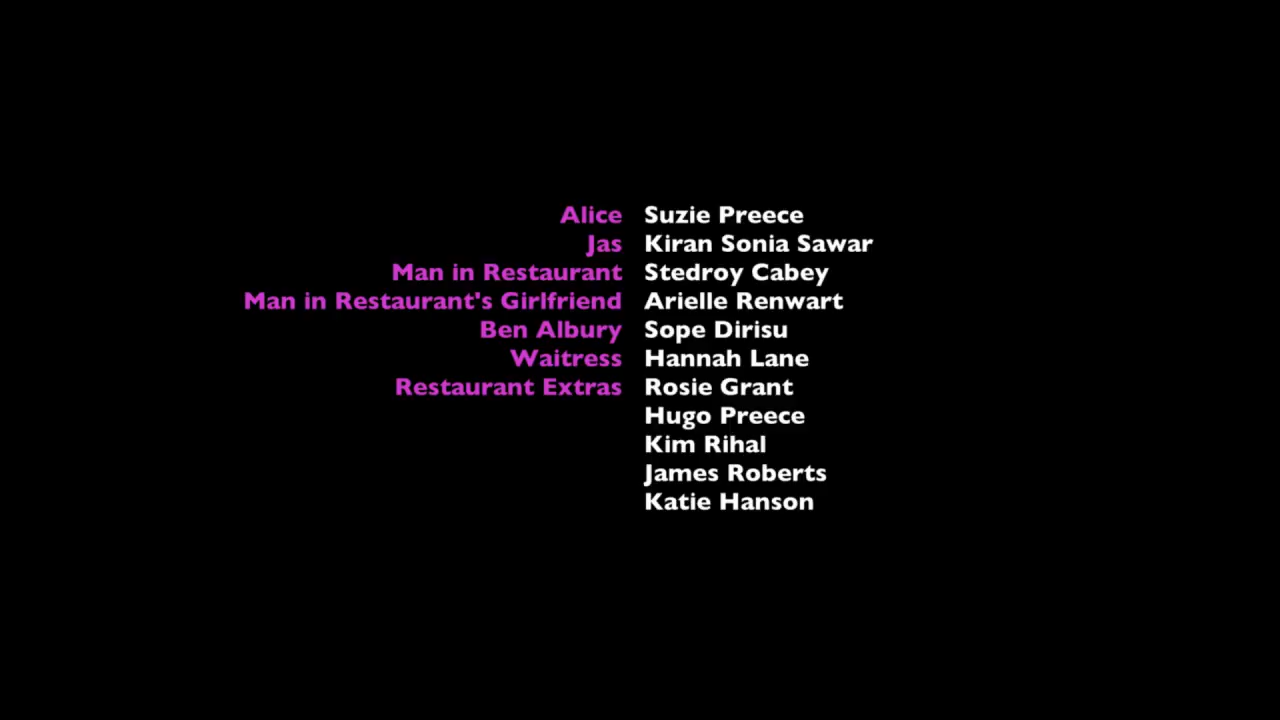 Alice Suzie Preece
Jas Kiran Sonia Sawar
Man in Restaurant Stedroy Cabey
Man in Restaurant's Girlfriend Arielle Renwart
Ben Albury Sope Dirisu
Waitress Hannah Lane
Restaurant Extras Rosie Grant
Hugo Preece
Kim Rihal
James Roberts
Katie Hanson